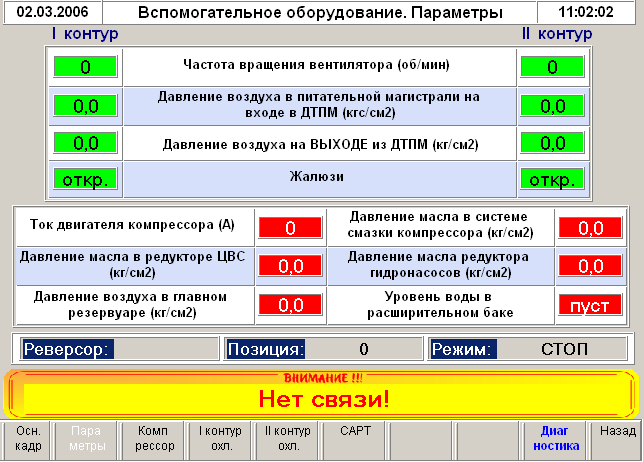 02.03.2006 Вспомогательное оборудование. Параметры 11:02:02
I контур II контур
0 Частота вращения вентилятора (об/мин) 0
0,0 Давление воздуха в питательной магистрали на
входе в ДТПМ (кгс/см2) 0,0
0,0 Давление воздуха на ВЫХОДЕ из ДТПМ (кг/см2) 0,0
откр. Жалюзи откр.
Ток двигателя компрессора (А) 0
Давление масла в системе
смазки компрессора (кг/см2) 0,0
Давление масла в редукторе ЦВС
(кг/см2) 0,0
Давление масла редуктора
гидронасосов (кг/см2) 0,0
Давление воздуха в главном
резервуаре (кг/см2) 0,0
Уровень воды в
расширительном баке пуст
Реверсор: Позиция: 0 Режим: СТОП
ВНИМАНИЕ !!!
Нет связи!
Осн.
кадр
Пара
метры
Комп
рессор
I контур
охл.
II контур
охл.
САРТ
Диаг
ностика
Назад